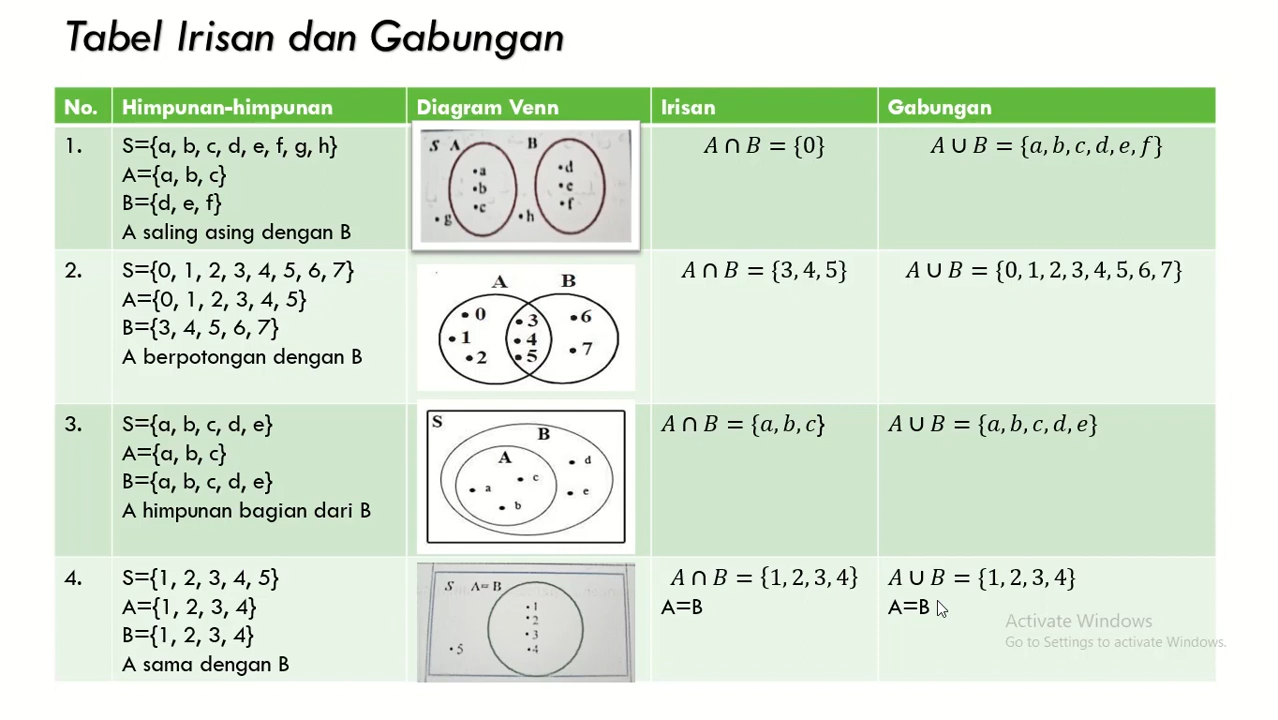 Tabel Irisan dan Gabungan
No. Himpunan-himpunan Diagram Venn Irisan Gabungan
1. S={a, b, c, d, e, f, g, h}
A={a, b, c}
B={d, e, f}
A saling asing dengan B
S A B
•a
•b
•c
•d
•e
•f
•g
•h
A ∩ B = {0}
A ∪ B = {a, b, c, d, e, f}
2. S={0, 1, 2, 3, 4, 5, 6, 7}
A={0, 1, 2, 3, 4, 5}
B={3, 4, 5, 6, 7}
A berpotongan dengan B
A B
•0
•1
•2
•3
•4
•5
•6
•7
A ∩ B = {3, 4, 5}
A ∪ B = {0, 1, 2, 3, 4, 5, 6, 7}
3. S={a, b, c, d, e}
A={a, b, c}
B={a, b, c, d, e}
A himpunan bagian dari B
S
B
A
• a
• c
• b
• d
• e
A ∩ B = {a, b, c}
A ∪ B = {a, b, c, d, e}
4. S={1, 2, 3, 4, 5}
A={1, 2, 3, 4}
B={1, 2, 3, 4}
A sama dengan B
S A=B
•1
•2
•3
•4
•5
A ∩ B = {1, 2, 3, 4}
A=B
A ∪ B = {1, 2, 3, 4}
A=B
Activate Windows
Go to Settings to activate Windows.